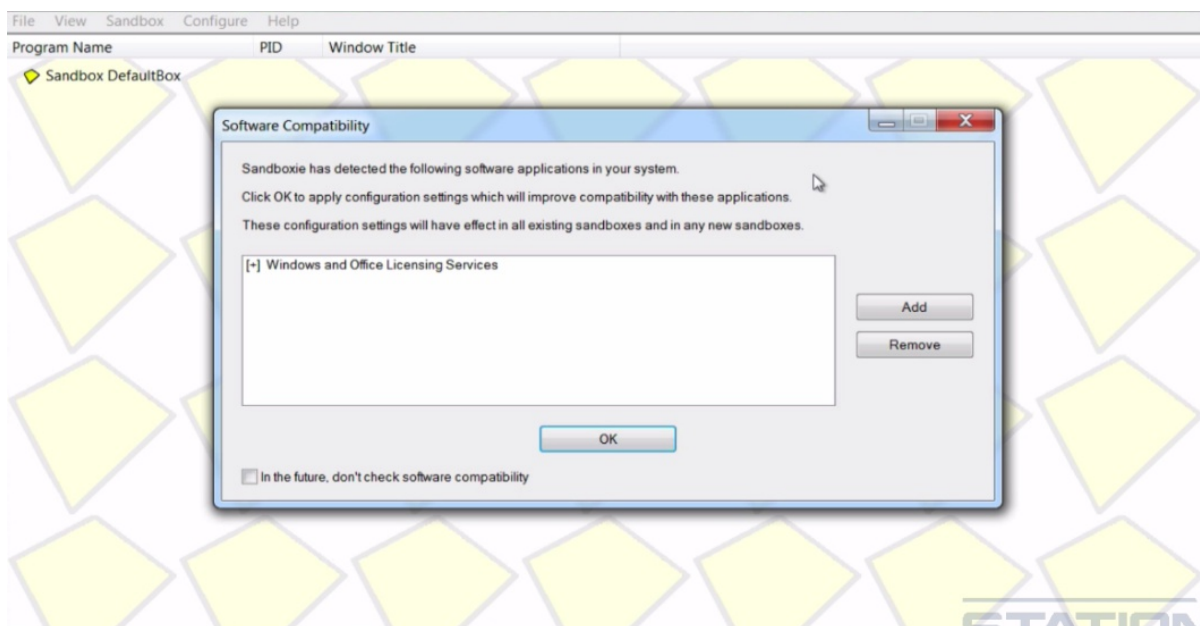 File View Sandbox Configure Help
Program Name PID Window Title
Sandbox DefaultBox
Software Compatibility
Sandboxie has detected the following software applications in your system.
Click OK to apply configuration settings which will improve compatibility with these applications.
These configuration settings will have effect in all existing sandboxes and in any new sandboxes.
[+] Windows and Office Licensing Services
Add
Remove
OK
In the future, don't check software compatibility
STATION